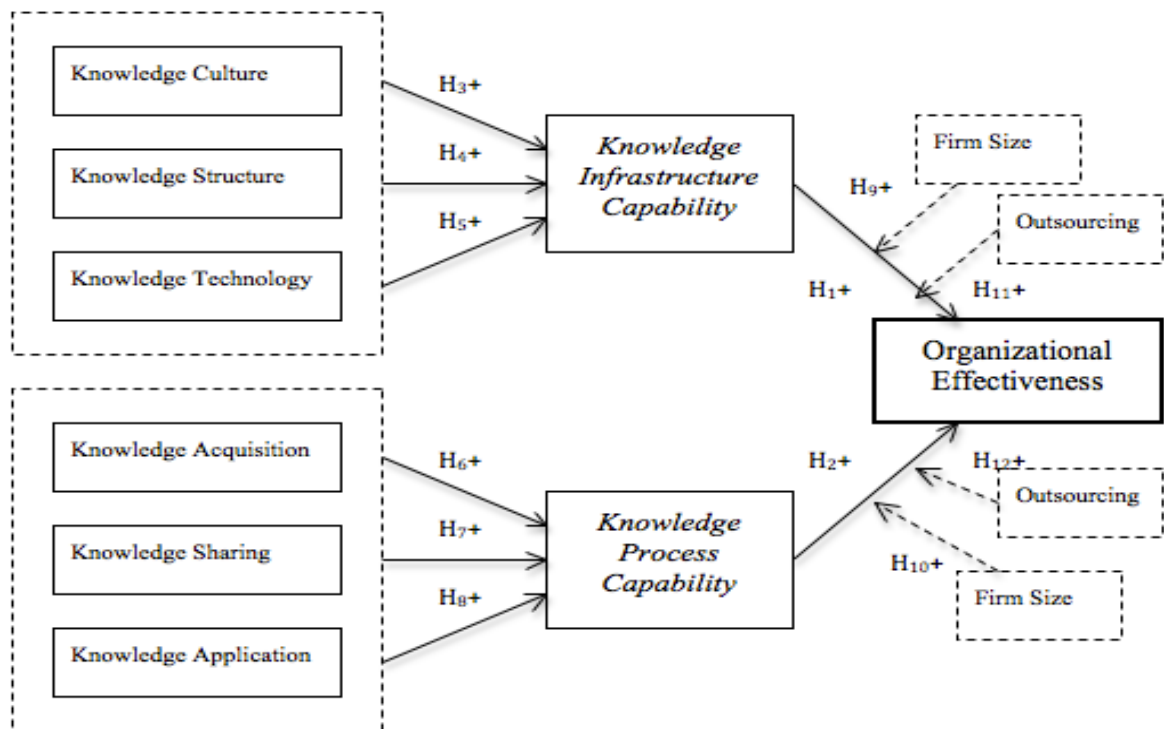 Knowledge Culture
Knowledge Structure
Knowledge Technology
H₃+
H₄+
H₅+
Knowledge
Infrastructure
Capability
H₉+
Firm Size
Outsourcing
H₁+
H₁₁+
Organizational
Effectiveness
Knowledge Acquisition
Knowledge Sharing
Knowledge Application
H₆+
H₇+
H₈+
Knowledge
Process
Capability
H₂+
H₁₂+
Outsourcing
H₁₀+
Firm Size